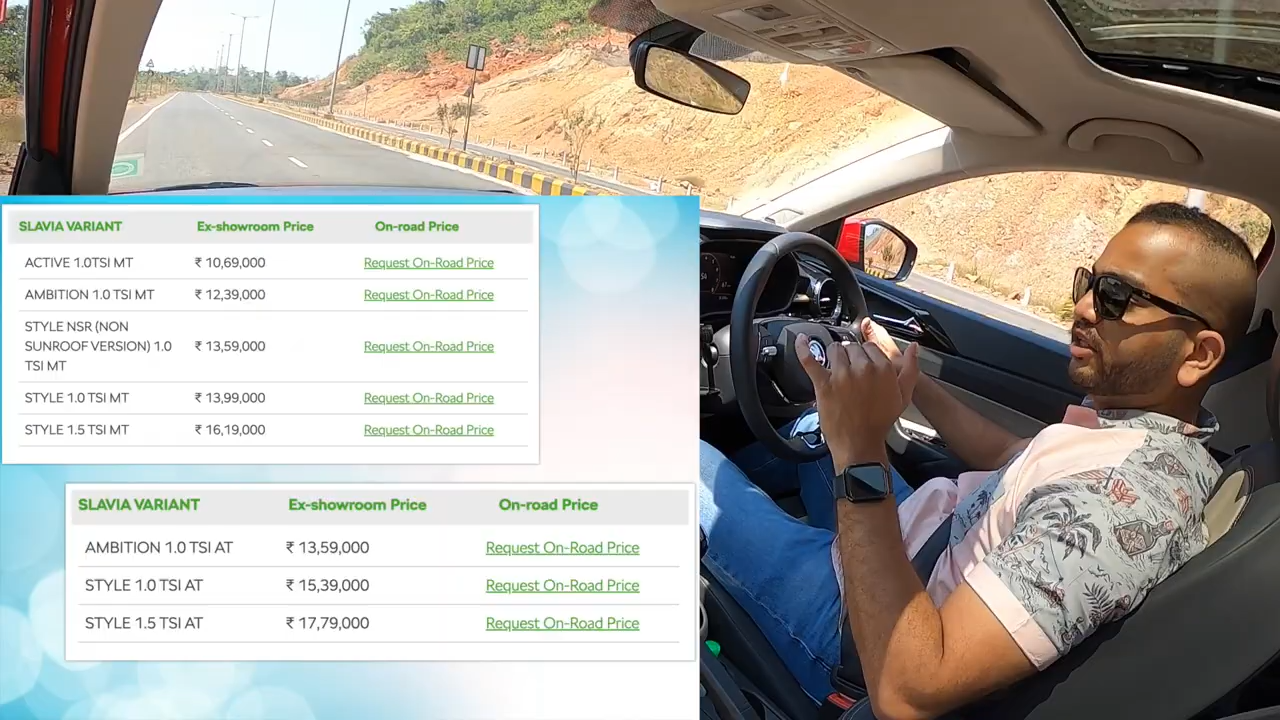 SLAVIA VARIANT Ex-showroom Price On-road Price
ACTIVE 1.0TSI MT ₹ 10,69,000 Request On-Road Price
AMBITION 1.0 TSI MT ₹ 12,39,000 Request On-Road Price
STYLE NSR (NON
SUNROOF VERSION) 1.0 ₹ 13,59,000 Request On-Road Price
TSI MT
STYLE 1.0 TSI MT ₹ 13,99,000 Request On-Road Price
STYLE 1.5 TSI MT ₹ 16,19,000 Request On-Road Price
SLAVIA VARIANT Ex-showroom Price On-road Price
AMBITION 1.0 TSI AT ₹ 13,59,000 Request On-Road Price
STYLE 1.0 TSI AT ₹ 15,39,000 Request On-Road Price
STYLE 1.5 TSI AT ₹ 17,79,000 Request On-Road Price